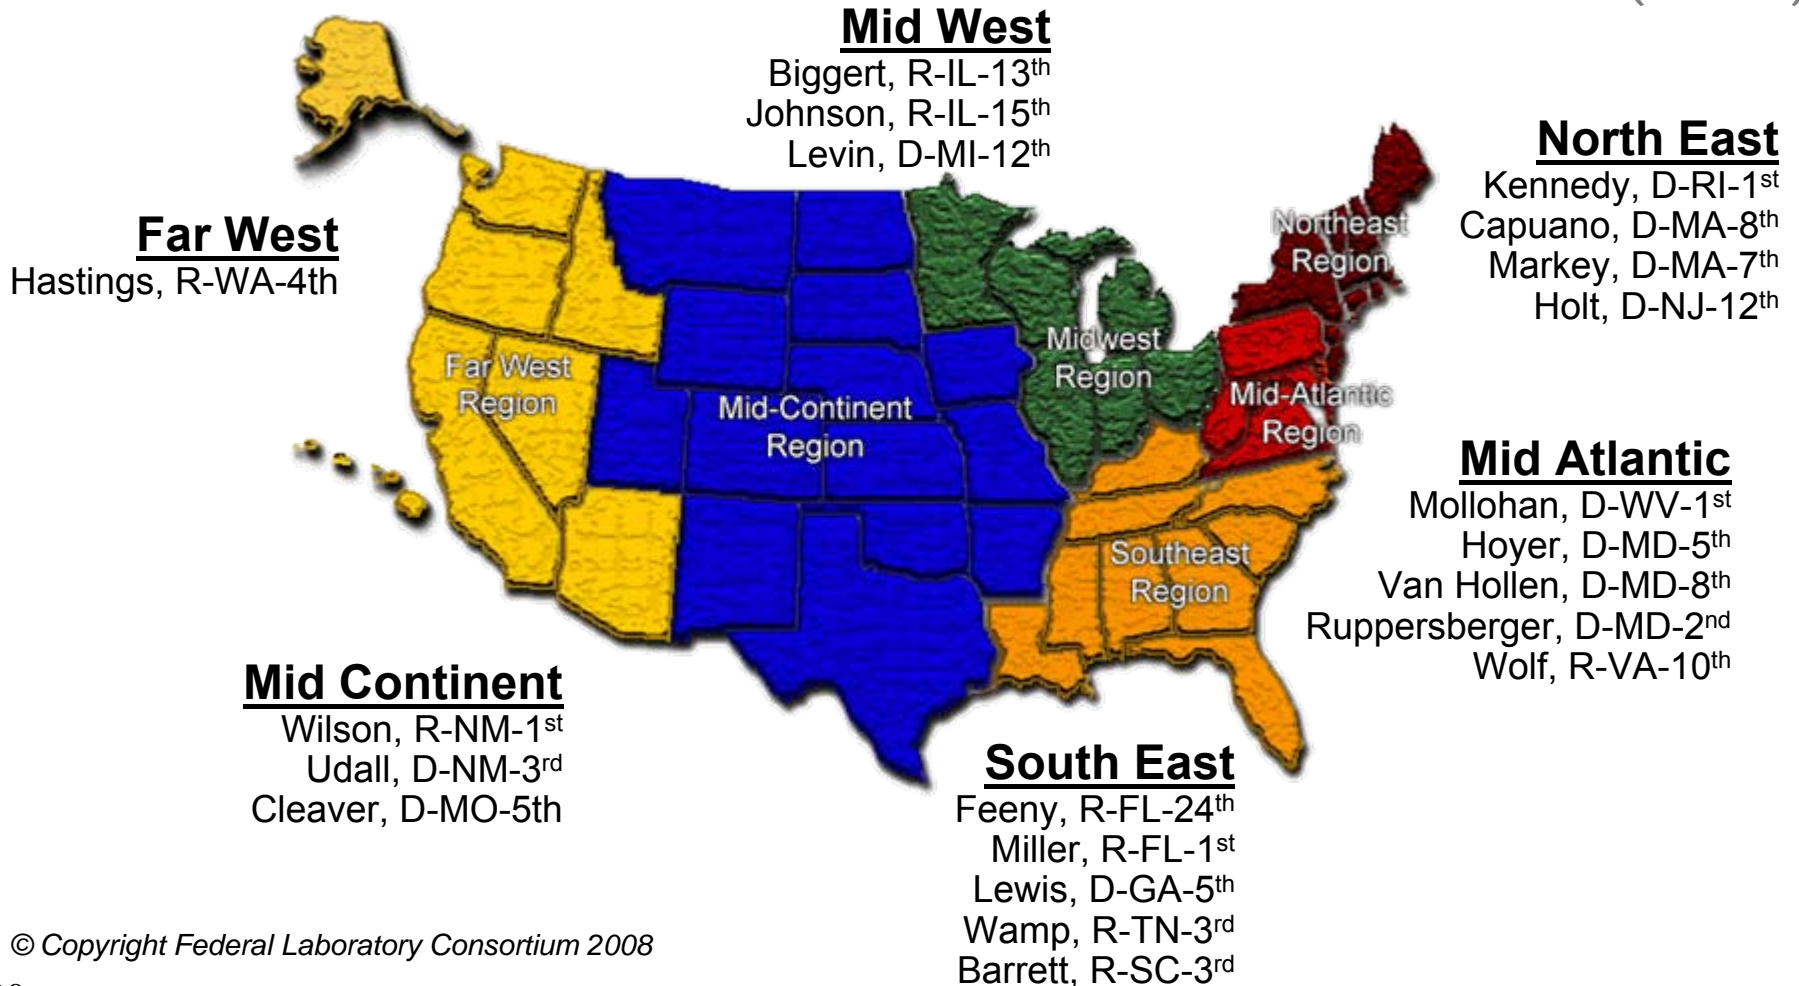 Mid West
Biggert, R-IL-13th
Johnson, R-IL-15th
Levin, D-MI-12th
North East
Kennedy, D-RI-1st
Capuano, D-MA-8th
Markey, D-MA-7th
Holt, D-NJ-12th
Far West
Hastings, R-WA-4th
Northeast
Region
Midwest
Region
Far West
Region
Mid-Continent
Region
Mid-Atlantic
Region
Southeast
Region
Mid Atlantic
Mollohan, D-WV-1st
Hoyer, D-MD-5th
Van Hollen, D-MD-8th
Ruppersberger, D-MD-2nd
Wolf, R-VA-10th
Mid Continent
Wilson, R-NM-1st
Udall, D-NM-3rd
Cleaver, D-MO-5th
South East
Feeny, R-FL-24th
Miller, R-FL-1st
Lewis, D-GA-5th
Wamp, R-TN-3rd
Barrett, R-SC-3rd
© Copyright Federal Laboratory Consortium 2008